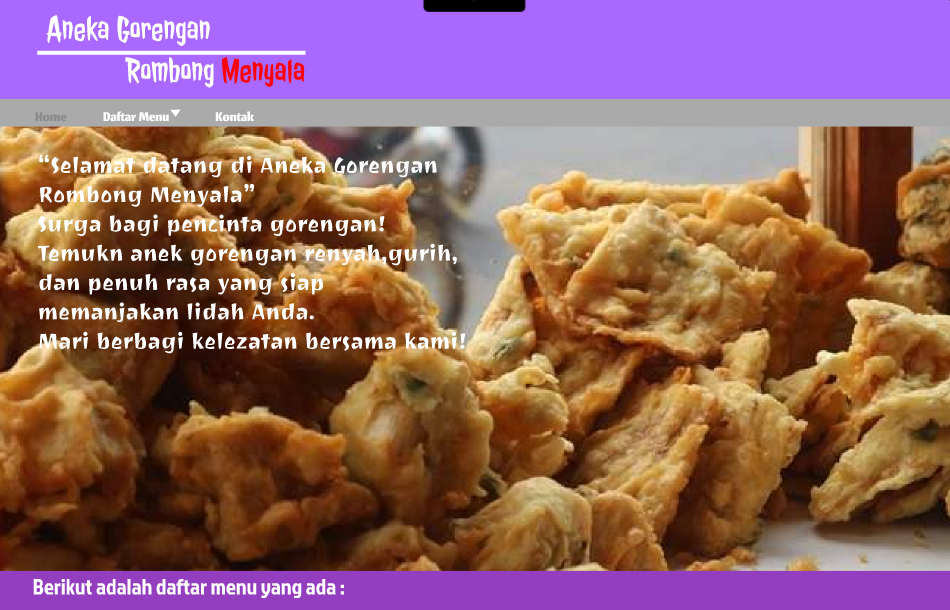 Aneka Gorengan
Rombong Menyala
Home Daftar Menu Kontak
“Selamat datang di Aneka Gorengan
Rombong Menyala”
Surga bagi pencinta gorengan!
Temukn anek gorengan renyah,gurih,
dan penuh rasa yang siap
memanjakan lidah Anda.
Mari berbagi kelezatan bersama kami!
Berikut adalah daftar menu yang ada :